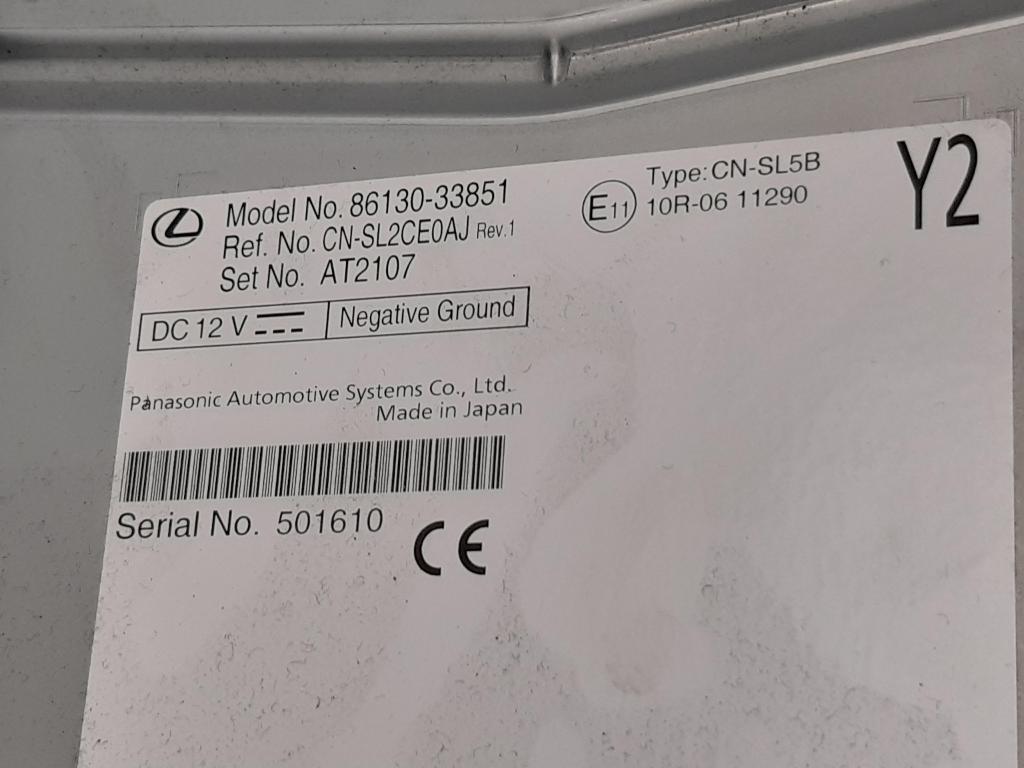 Model No. 86130-33851
Ref. No. CN-SL2CE0AJ Rev.1
Set No. AT2107
E11
Type:CN-SL5B
10R-06 11290
Y2
DC 12 V
Negative Ground
Panasonic Automotive Systems Co., Ltd.
Made in Japan
Serial No. 501610
CE